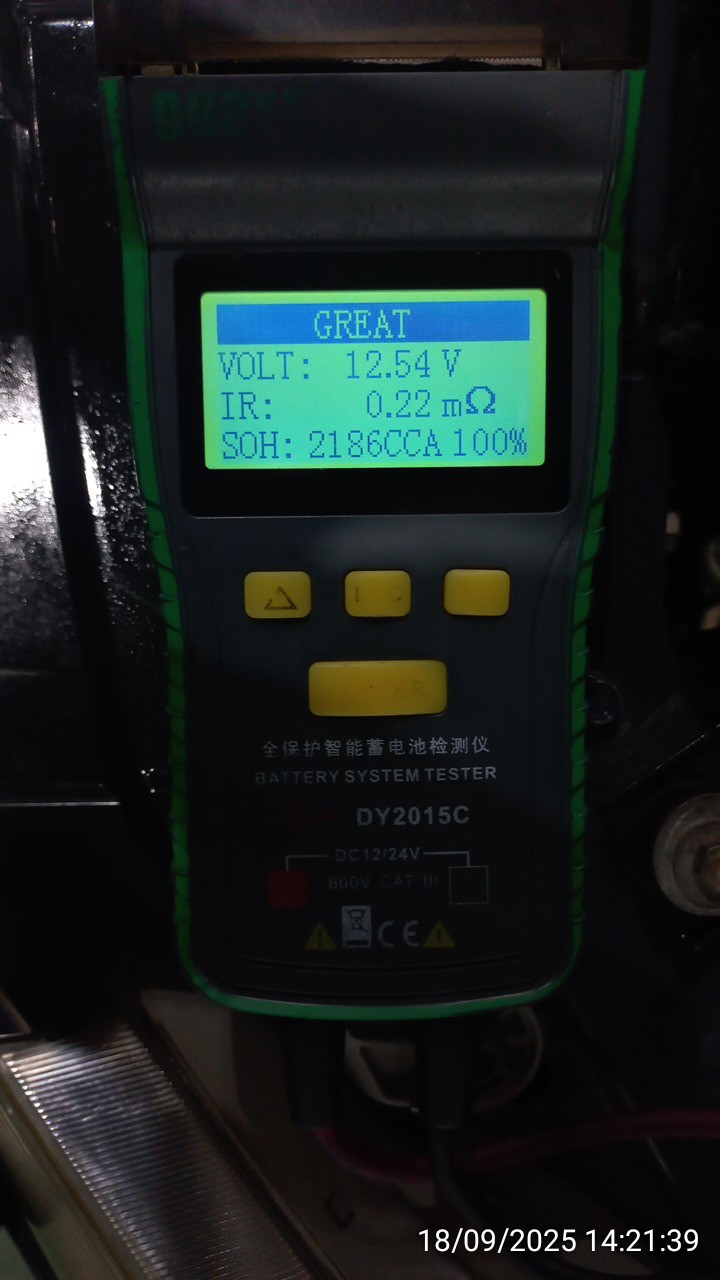 GREAT
VOLT: 12.54 V
IR: 0.22 mΩ
SOH: 2186CCA 100%
全保护智能蓄电池检测仪
BATTERY SYSTEM TESTER
DY2015C
DC12/24V
600V CAT III
CE
18/09/2025 14:21:39